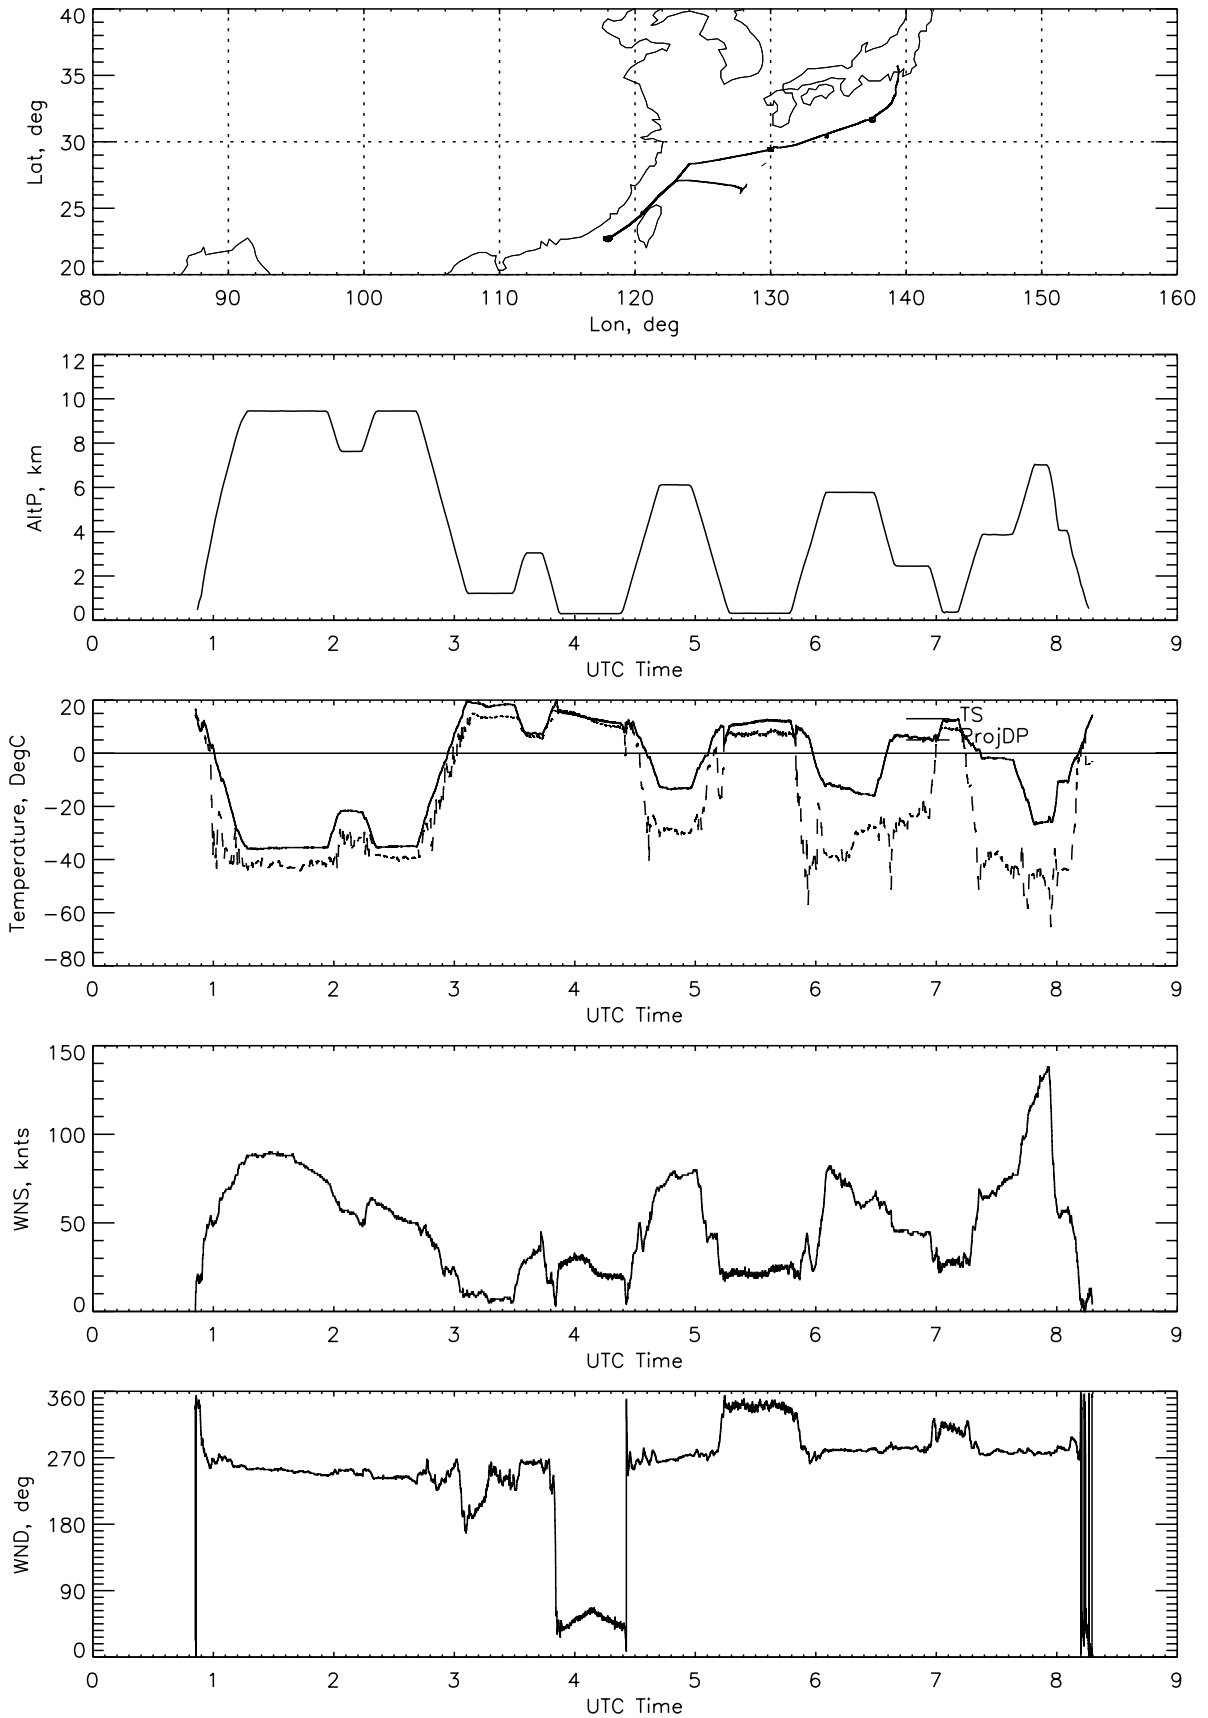 40
35
30
25
20
Lat, deg
80 90 100 110 120 130 140 150 160
Lon, deg
12
10
8
6
4
2
0
AltP, km
0 1 2 3 4 5 6 7 8 9
UTC Time
20
0
−20
−40
−60
−80
Temperature, DegC
TS
ProjDP
0 1 2 3 4 5 6 7 8 9
UTC Time
150
100
50
0
WNS, knts
0 1 2 3 4 5 6 7 8 9
UTC Time
360
270
180
90
0
WND, deg
0 1 2 3 4 5 6 7 8 9
UTC Time